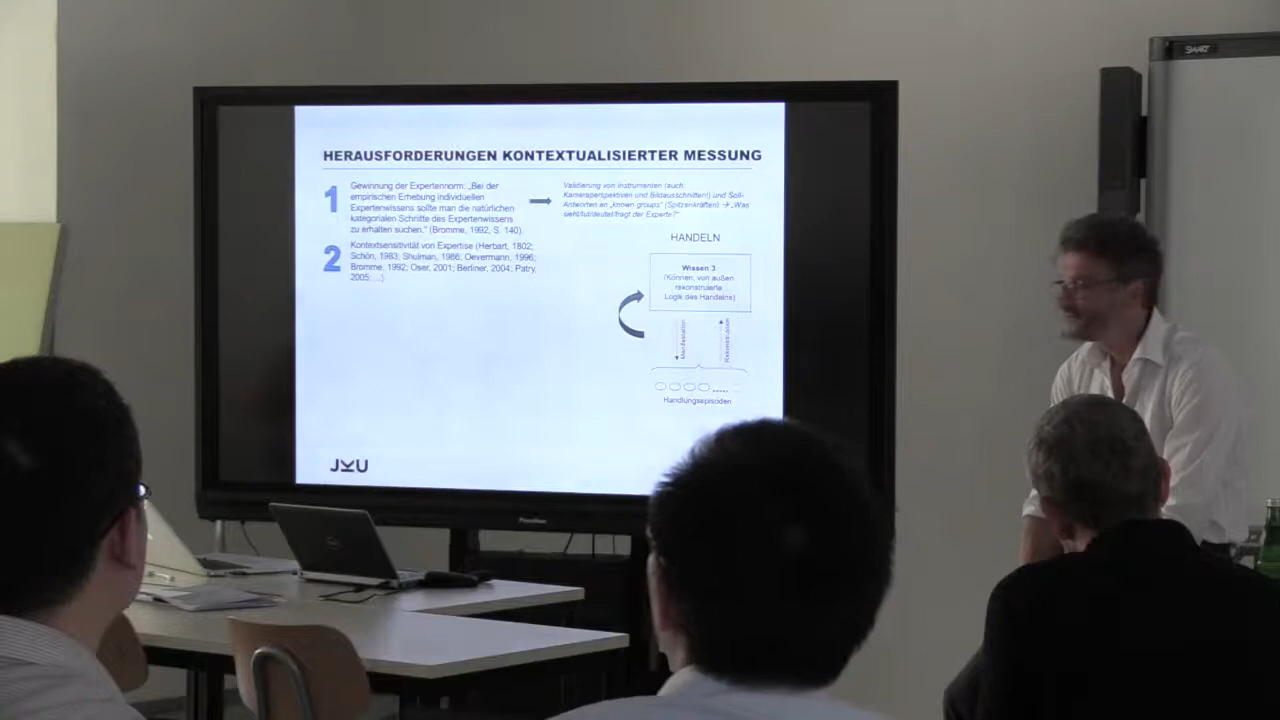 SMART
HERAUSFORDERUNGEN KONTEXTUALISIERTER MESSUNG
1
Gewinnung der Expertennorm: „Bei der
empirischen Erhebung individuellen
Expertenwissens sollte man die natürlichen
kategorialen Schritte des Expertenwissens
zu erhalten suchen." (Bromme, 1992, S. 140).
Validierung von Instrumenten (auch
Kameraperspektiven und Bildausschnitten!) und Soll-
Antworten an „known groups" (Spitzenkräften): → „Was
sieht/tut/deutet/fragt der Experte?"
2
Kontextsensitivität von Expertise (Herbart, 1802;
Schön, 1983; Shulman, 1986; Oevermann, 1996;
Bromme, 1992; Oser, 2001; Berliner, 2004; Patry,
2005; ...)
HANDELN
Wissen 3
(Können, von außen
rekonstruierte
Logik des Handelns)
Manifestation
Rekonstruktion
......
Handlungsepisoden
JKU